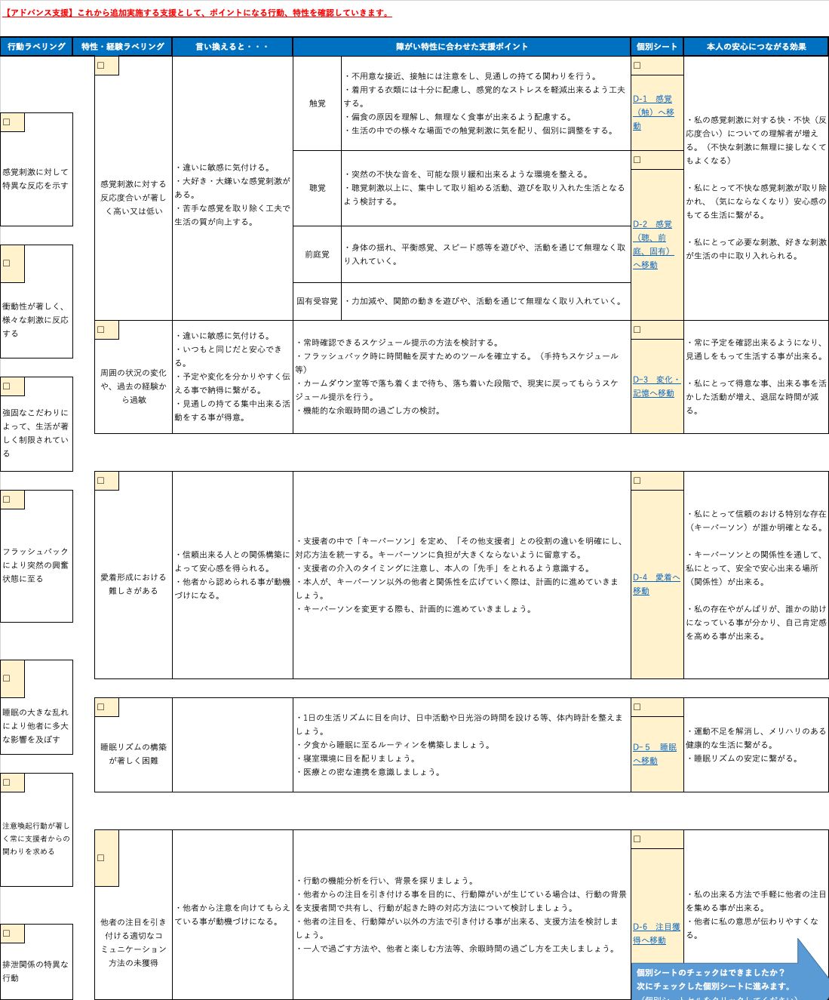 【アドバンス支援】これから追加実施する支援として、ポイントになる行動、特性を確認していきます。
行動ラベリング
特性・経験ラベリング
言い換えると・・・
障がい特性に合わせた支援ポイント
個別シート
本人の安心につながる効果
□
感覚刺激に対して
特異な反応を示す
□
衝動性が著しく、
様々な刺激に反応
する
□
強固なこだわりに
よって、生活が著
しく制限されてい
る
□
フラッシュバック
により突然の興奮
状態に至る
□
睡眠の大きな乱れ
により他者に多大
な影響を及ぼす
□
注意喚起行動が著し
く常に支援者からの
関わりを求める
□
排泄関係の特異な
行動
□
感覚刺激に対する
反応度合いが著し
く高い又は低い
・違いに敏感に気付ける。
・大好き・大嫌いな感覚刺激が
ある。
・苦手な感覚を取り除く工夫で
生活の質が向上する。
触覚
・不用意な接近、接触には注意をし、見通しの持てる関わりを行う。
・着用する衣類には十分に配慮し、感覚的なストレスを軽減出来るよう工夫
する。
・偏食の原因を理解し、無理なく食事が出来るよう配慮する。
・生活の中での様々な場面での触覚刺激に気を配り、個別に調整をする。
聴覚
・突然の不快な音を、可能な限り緩和出来るような環境を整える。
・聴覚刺激以上に、集中して取り組める活動、遊びを取り入れた生活となる
よう検討する。
前庭覚
・身体の揺れ、平衡感覚、スピード感等を遊びや、活動を通じて無理なく取
り入れていく。
固有受容覚
・力加減や、関節の動きを遊びや、活動を通じて無理なく取り入れていく。
□
D-1　感覚
（触）へ移
動
□
D-2　感覚
（聴、前
庭、固有）
へ移動
・私の感覚刺激に対する快・不快（反
応度合い）についての理解者が増え
る。（不快な刺激に無理に接しなくて
もよくなる）
・私にとって不快な感覚刺激が取り除
かれ、（気にならなくなり）安心感の
もてる生活に繋がる。
・私にとって必要な刺激、好きな刺激
が生活の中に取り入れられる。
□
周囲の状況の変化
や、過去の経験か
ら過敏
・違いに敏感に気付ける。
・いつもと同じだと安心でき
る。
・予定や変化を分かりやすく伝
える事で納得に繋がる。
・見通しの持てる集中出来る活
動をする事が得意。
・常時確認できるスケジュール提示の方法を検討する。
・フラッシュバック時に時間軸を戻すためのツールを確立する。（手持ちスケジュール
等）
・カームダウン室等で落ち着くまで待ち、落ち着いた段階で、現実に戻ってもらうスケ
ジュール提示を行う。
・機能的な余暇時間の過ごし方の検討。
□
D−3　変化・
記憶へ移動
・常に予定を確認出来るようになり、
見通しをもって生活する事が出来る。
・私にとって得意な事、出来る事を活
かした活動が増え、退屈な時間が減
る。
□
愛着形成における
難しさがある
・信頼出来る人との関係構築に
よって安心感を得られる。
・他者から認められる事が動機
づけになる。
・支援者の中で「キーパーソン」を定め、「その他支援者」との役割の違いを明確にし、
対応方法を統一する。キーパーソンに負担が大きくならないように留意する。
・支援者の介入のタイミングに注意し、本人の「先手」をとれるよう意識する。
・本人が、キーパーソン以外の他者と関係性を広げていく際は、計画的に進めていきま
しょう。
・キーパーソンを変更する際も、計画的に進めていきましょう。
□
D-4　愛着へ
移動
・私にとって信頼のおける特別な存在
（キーパーソン）が誰か明確となる。
・キーパーソンとの関係性を通して、
私にとって、安全で安心出来る場所
（関係性）が出来る。
・私の存在やがんばりが、誰かの助け
になっている事が分かり、自己肯定感
を高める事が出来る。
□
睡眠リズムの構築
が著しく困難
・1日の生活リズムに目を向け、日中活動や日光浴の時間を設ける等、体内時計を整えま
しょう。
・夕食から睡眠に至るルーティンを構築しましょう。
・寝室環境に目を配りましょう。
・医療との密な連携を意識しましょう。
□
D−５　睡眠
へ移動
・運動不足を解消し、メリハリのある
健康的な生活に繋がる。
・睡眠リズムの安定に繋がる。
□
他者の注目を引き
付ける適切なコ
ミュニケーション
方法の未獲得
・他者から注意を向けてもらえ
ている事が動機づけになる。
・行動の機能分析を行い、背景を探りましょう。
・他者からの注目を引き付ける事を目的に、行動障がいが生じている場合は、行動の背景
を支援者間で共有し、行動が起きた時の対応方法について検討しましょう。
・他者の注目を、行動障がい以外の方法で引き付ける事が出来る、支援方法を検討しま
しょう。
・一人で過ごす方法や、他者と楽しむ方法等、余暇時間の過ごし方を工夫しましょう。
□
D-6　注目獲
得へ移動
・私の出来る方法で手軽に他者の注目
を集める事が出来る。
・他者に私の意思が伝わりやすくな
る。
個別シートのチェックはできましたか？
次にチェックした個別シートに進みます。
（個別シートセルをクリックしてください）